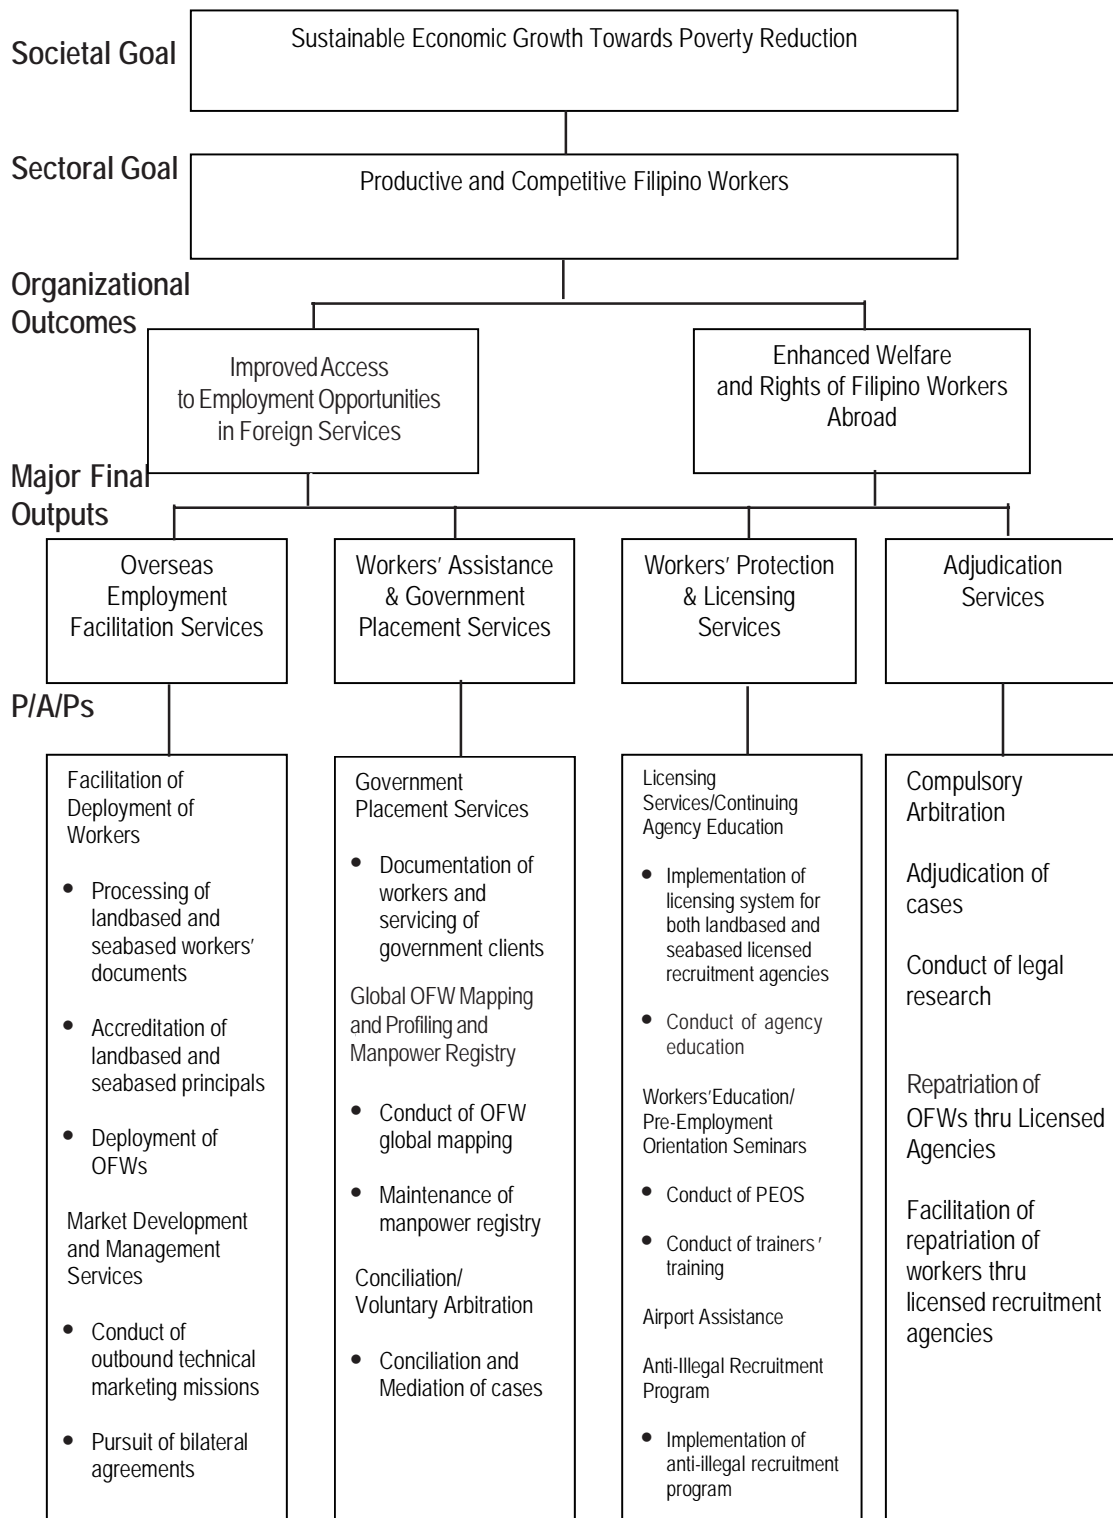 Societal Goal
Sustainable Economic Growth Towards Poverty Reduction
Sectoral Goal
Productive and Competitive Filipino Workers
Organizational
Outcomes
Improved Access
to Employment Opportunities
in Foreign Services
Enhanced Welfare
and Rights of Filipino Workers
Abroad
Major Final
Outputs
Overseas
Employment
Facilitation Services
Workers' Assistance
& Government
Placement Services
Workers' Protection
& Licensing
Services
Adjudication
Services
P/A/Ps
Facilitation of
Deployment of
Workers
• Processing of
landbased and
seabased workers'
documents
• Accreditation of
landbased and
seabased principals
• Deployment of
OFWs
Market Development
and Management
Services
• Conduct of
outbound technical
marketing missions
• Pursuit of bilateral
agreements
Government
Placement Services
• Documentation of
workers and
servicing of
government clients
Global OFW Mapping
and Profiling and
Manpower Registry
• Conduct of OFW
global mapping
• Maintenance of
manpower registry
Conciliation/
Voluntary Arbitration
• Conciliation and
Mediation of cases
Licensing
Services/Continuing
Agency Education
• Implementation of
licensing system for
both landbased and
seabased licensed
recruitment agencies
• Conduct of agency
education
Workers'Education/
Pre-Employment
Orientation Seminars
• Conduct of PEOS
• Conduct of trainers'
training
Airport Assistance
Anti-Illegal Recruitment
Program
• Implementation of
anti-illegal recruitment
program
Compulsory
Arbitration
Adjudication of
cases
Conduct of legal
research
Repatriation of
OFWs thru Licensed
Agencies
Facilitation of
repatriation of
workers thru
licensed recruitment
agencies